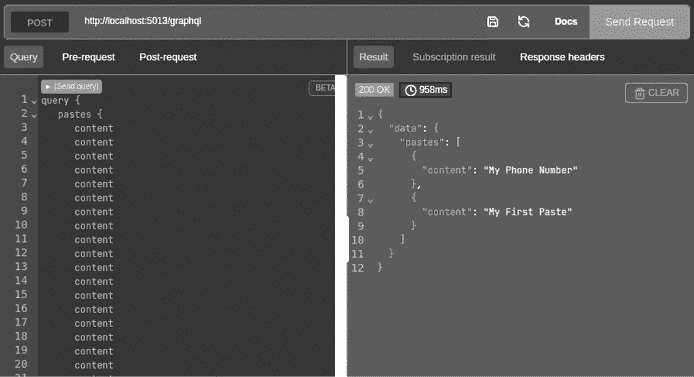 POST http://localhost:5013/graphql Docs Send Request
Query Pre-request Post-request
Result Subscription result Response headers
▸ (Send query) BETA
1 query {
2 pastes {
3 content
4 content
5 content
6 content
7 content
8 content
9 content
10 content
11 content
12 content
13 content
14 content
15 content
16 content
17 content
18 content
19 content
20 content
200 OK 958ms CLEAR
1 {
2 "data": {
3 "pastes": [
4 {
5 "content": "My Phone Number"
6 },
7 {
8 "content": "My First Paste"
9 }
10 ]
11 }
12 }